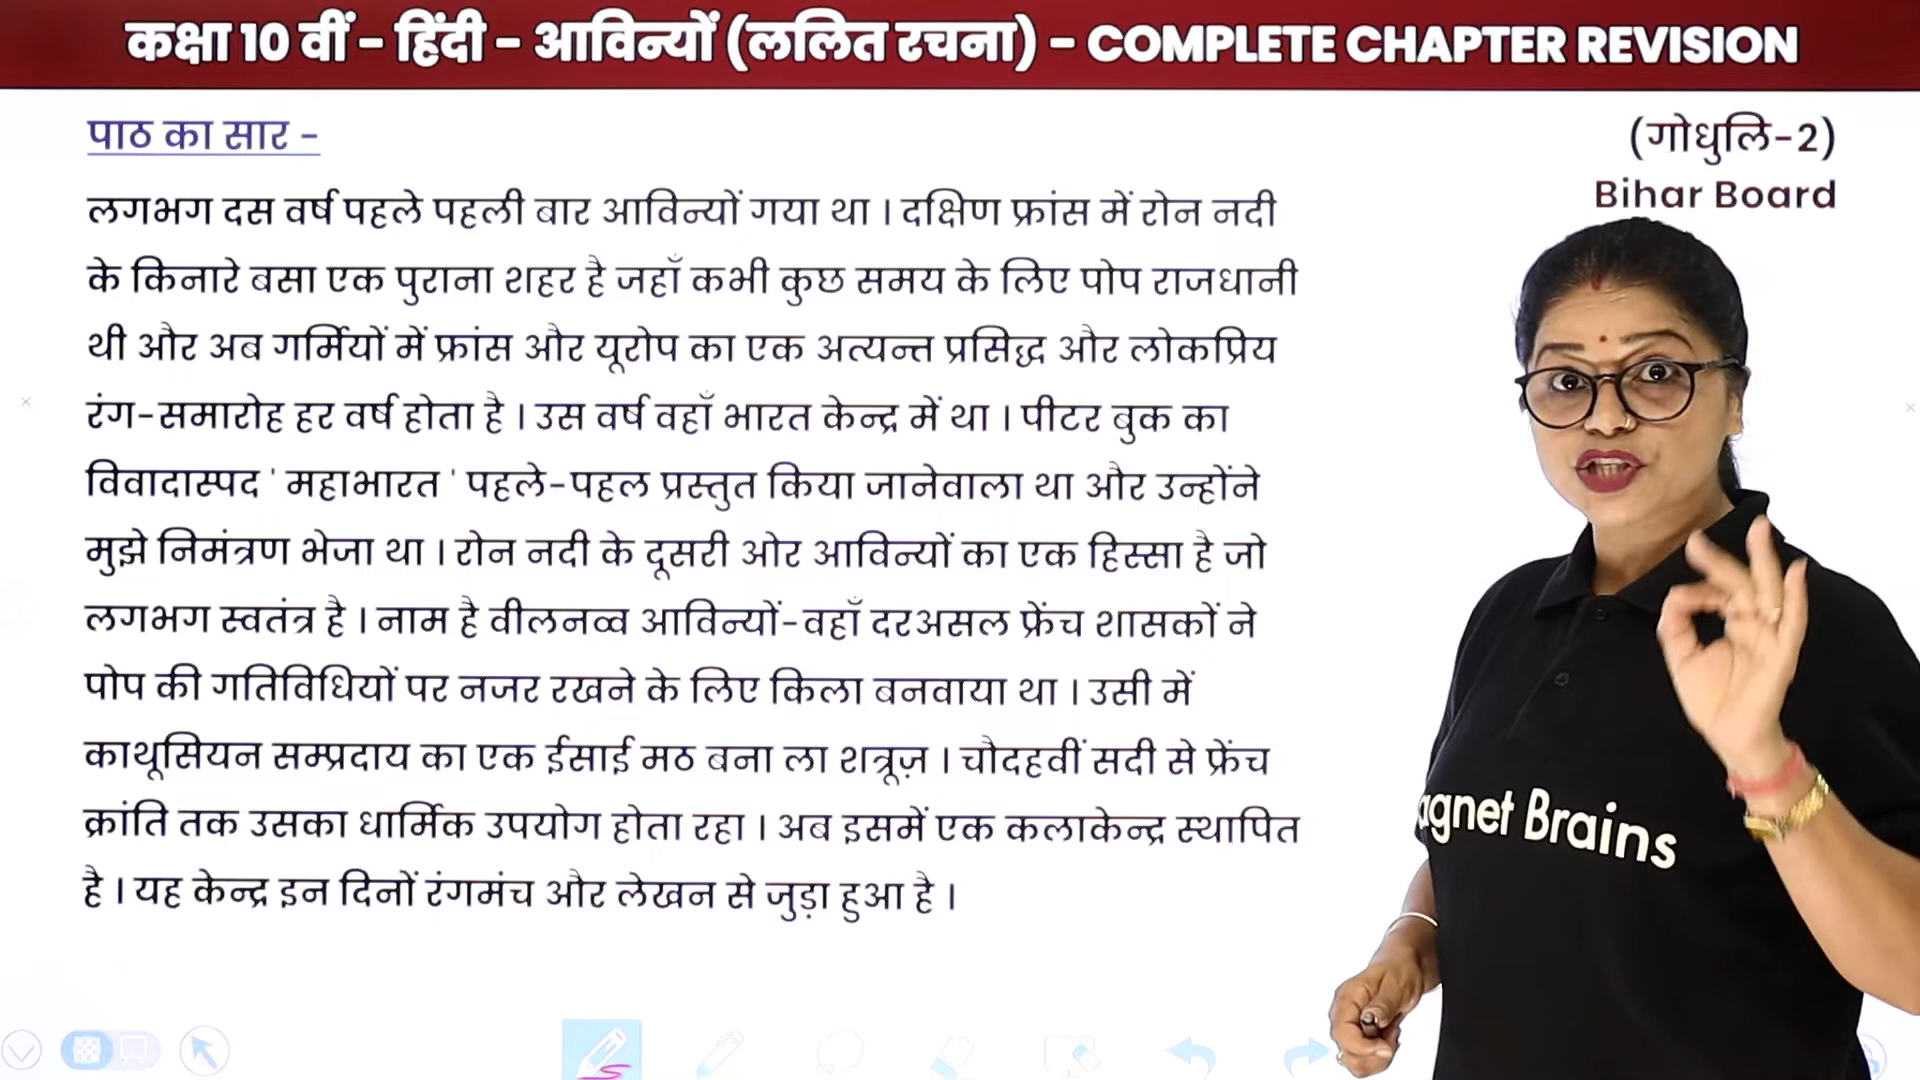 कक्षा 10 वीं - हिंदी - आविन्यों (ललित रचना) - COMPLETE CHAPTER REVISION
पाठ का सार -
(गोधुलि-2)
Bihar Board
लगभग दस वर्ष पहले पहली बार आविन्यों गया था । दक्षिण फ्रांस में रोन नदी
के किनारे बसा एक पुराना शहर है जहाँ कभी कुछ समय के लिए पोप राजधानी
थी और अब गर्मियों में फ्रांस और यूरोप का एक अत्यन्त प्रसिद्ध और लोकप्रिय
रंग-समारोह हर वर्ष होता है । उस वर्ष वहाँ भारत केन्द्र में था । पीटर बुक का
विवादास्पद ' महाभारत ' पहले-पहल प्रस्तुत किया जानेवाला था और उन्होंने
मुझे निमंत्रण भेजा था । रोन नदी के दूसरी ओर आविन्यों का एक हिस्सा है जो
लगभग स्वतंत्र है । नाम है वीलनव्व आविन्यों-वहाँ दरअसल फ्रेंच शासकों ने
पोप की गतिविधियों पर नजर रखने के लिए किला बनवाया था । उसी में
काथूसियन सम्प्रदाय का एक ईसाई मठ बना ला शत्रूज़ । चौदहवीं सदी से फ्रेंच
क्रांति तक उसका धार्मिक उपयोग होता रहा । अब इसमें एक कलाकेन्द्र स्थापित
है । यह केन्द्र इन दिनों रंगमंच और लेखन से जुड़ा हुआ है ।
agnet Brains